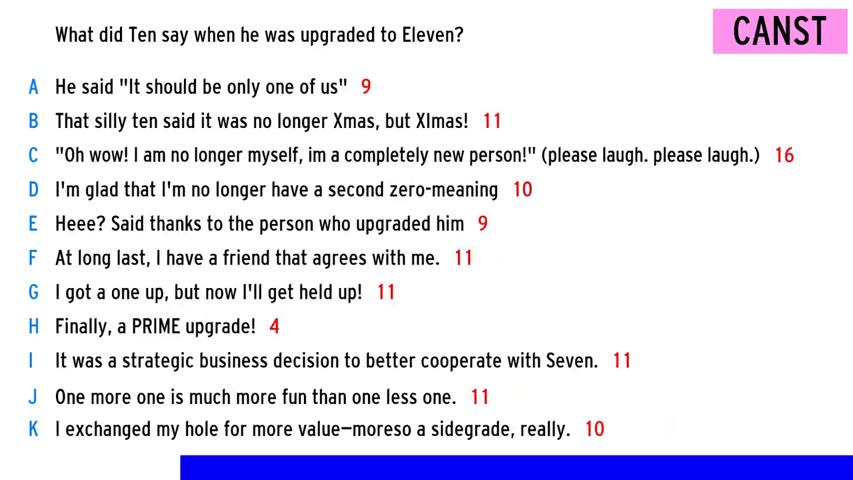 What did Ten say when he was upgraded to Eleven?
CANST
A He said "It should be only one of us" 9
B That silly ten said it was no longer Xmas, but XImas! 11
C "Oh wow! I am no longer myself, im a completely new person!" (please laugh. please laugh.) 16
D I'm glad that I'm no longer have a second zero-meaning 10
E Heee? Said thanks to the person who upgraded him 9
F At long last, I have a friend that agrees with me. 11
G I got a one up, but now I'll get held up! 11
H Finally, a PRIME upgrade! 4
I It was a strategic business decision to better cooperate with Seven. 11
J One more one is much more fun than one less one. 11
K I exchanged my hole for more value—moreso a sidegrade, really. 10